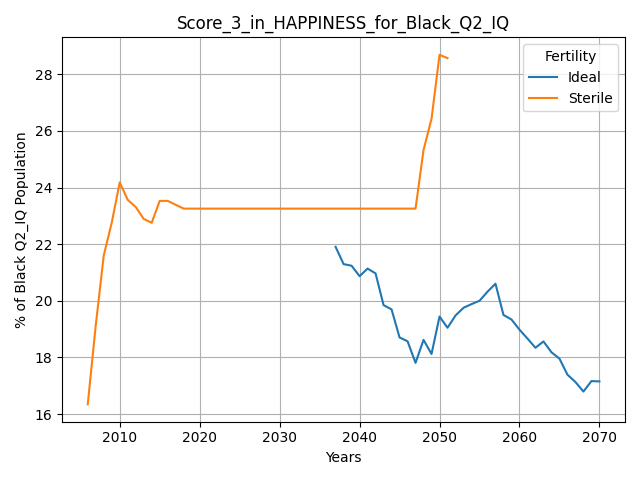 Score_3_in_HAPPINESS_for_Black_Q2_IQ
Fertility
Ideal
Sterile
% of Black Q2_IQ Population
28
26
24
22
20
18
16
2010 2020 2030 2040 2050 2060 2070
Years